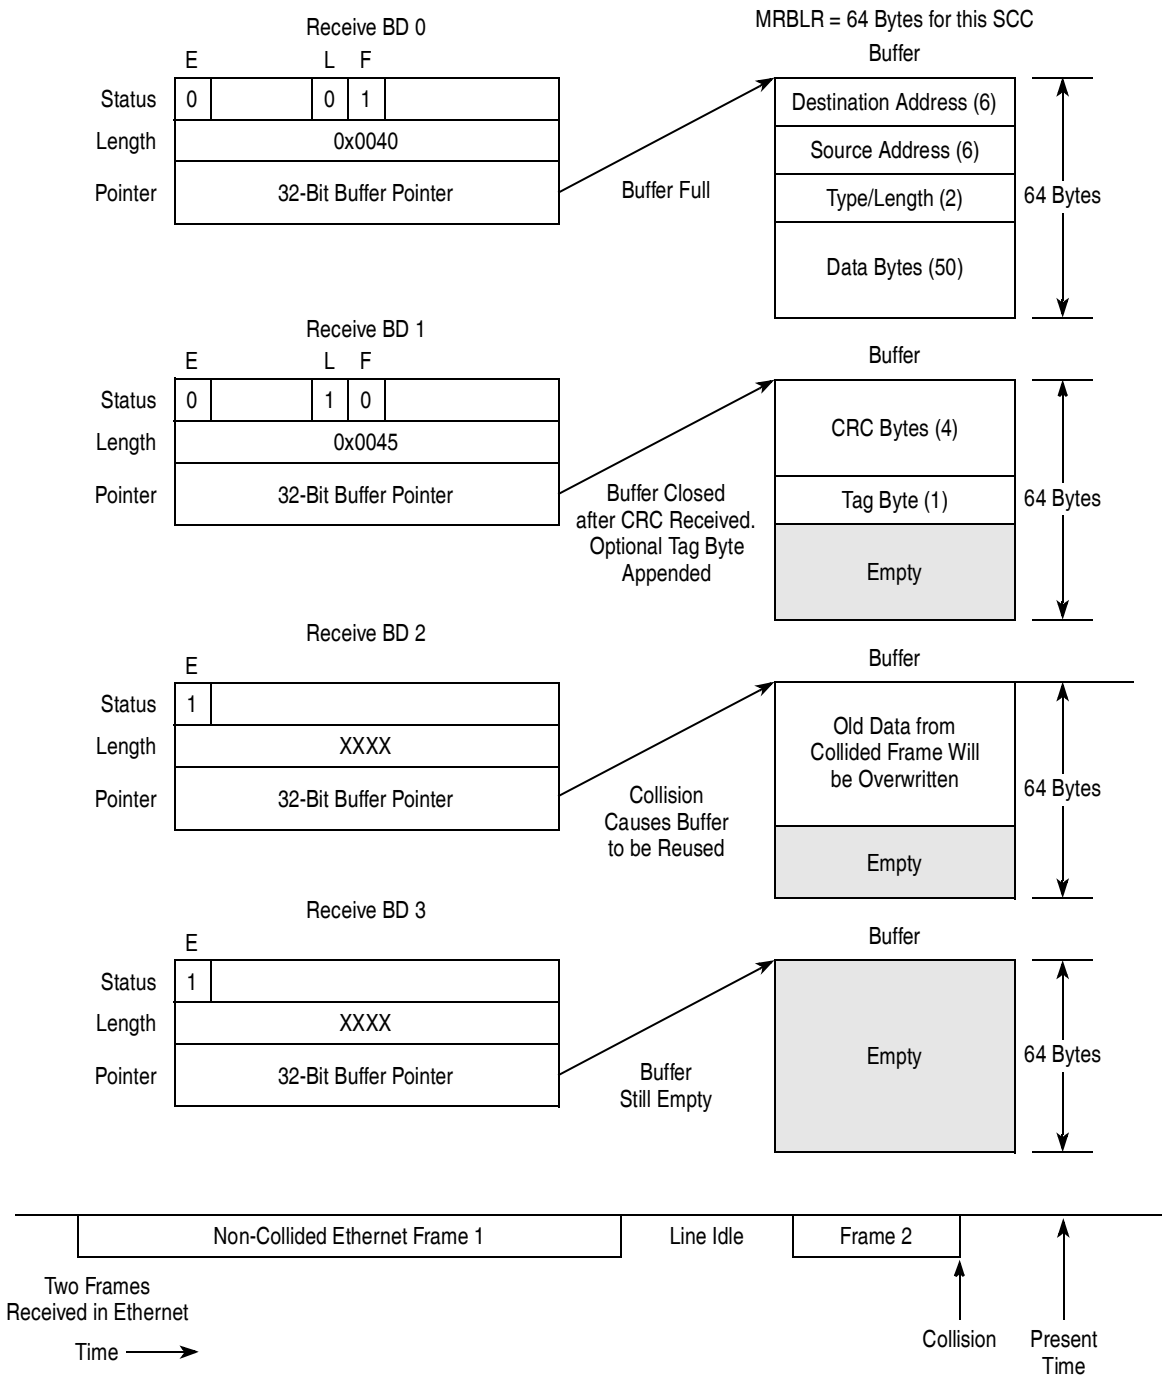 MRBLR = 64 Bytes for this SCC
Receive BD 0
Buffer
E L F
Status 0 0 1
Destination Address (6)
Length 0x0040
Source Address (6)
Pointer 32-Bit Buffer Pointer
Buffer Full
Type/Length (2)
64 Bytes
Data Bytes (50)
Receive BD 1
Buffer
E L F
Status 0 1 0
Length 0x0045
CRC Bytes (4)
Pointer 32-Bit Buffer Pointer
Buffer Closed
after CRC Received.
Optional Tag Byte
Appended
Tag Byte (1)
64 Bytes
Empty
Receive BD 2
Buffer
E
Status 1
Length XXXX
Pointer 32-Bit Buffer Pointer
Old Data from
Collided Frame Will
be Overwritten
64 Bytes
Collision
Causes Buffer
to be Reused
Empty
Receive BD 3
Buffer
E
Status 1
Length XXXX
Pointer 32-Bit Buffer Pointer
Buffer
Still Empty
Empty
64 Bytes
Non-Collided Ethernet Frame 1
Line Idle
Frame 2
Two Frames
Received in Ethernet
Time
Collision
Present
Time